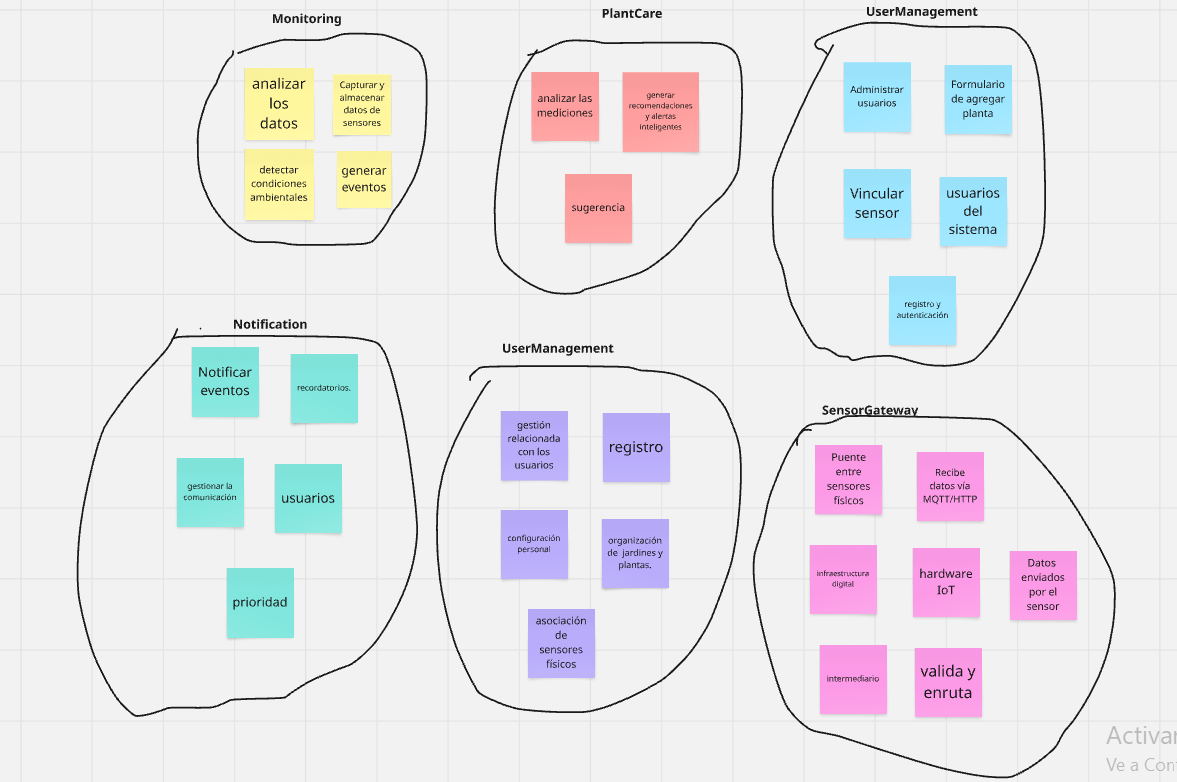 Monitoring
analizar
los
datos
Capturar y
almacenar
datos de
sensores
detectar
condiciones
ambientales
generar
eventos
PlantCare
analizar las
mediciones
generar
recomendaciones
y alertas
inteligentes
sugerencia
UserManagement
Administrar
usuarios
Formulario
de agregar
planta
Vincular
sensor
usuarios
del
sistema
registro y
autenticación
Notification
Notificar
eventos
recordatorios.
gestionar la
comunicación
usuarios
prioridad
UserManagement
gestión
relacionada
con los
usuarios
registro
configuración
personal
organización
de jardines y
plantas.
asociación
de
sensores
físicos
SensorGateway
Puente
entre
sensores
físicos
Recibe
datos vía
MQTT/HTTP
infraestructura
digital
hardware
IoT
Datos
enviados
por el
sensor
intermediario
valida y
enruta
Activar
Ve a Con